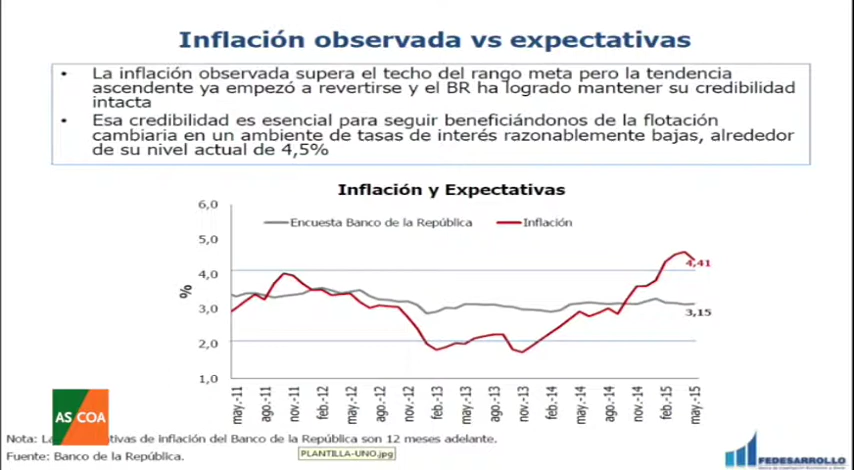 Inflación observada vs expectativas
• La inflación observada supera el techo del rango meta pero la tendencia
ascendente ya empezó a revertirse y el BR ha logrado mantener su credibilidad
intacta
• Esa credibilidad es esencial para seguir beneficiándonos de la flotación
cambiaria en un ambiente de tasas de interés razonablemente bajas, alrededor
de su nivel actual de 4,5%
Inflación y Expectativas
Encuesta Banco de la República Inflación
6,0
5,0
4,0
3,0
2,0
1,0
%
4,41
3,15
may.-11 ago.-11 nov.-11 feb.-12 may.-12 ago.-12 nov.-12 feb.-13 may.-13 ago.-13 nov.-13 feb.-14 may.-14 ago.-14 nov.-14 feb.-15 may.-15
AS COA
Nota: ativas de inflación del Banco de la República son 12 meses adelante.
Fuente: Banco de la República.
PLANTILLA-UNO.jpg
FEDESARROLLO